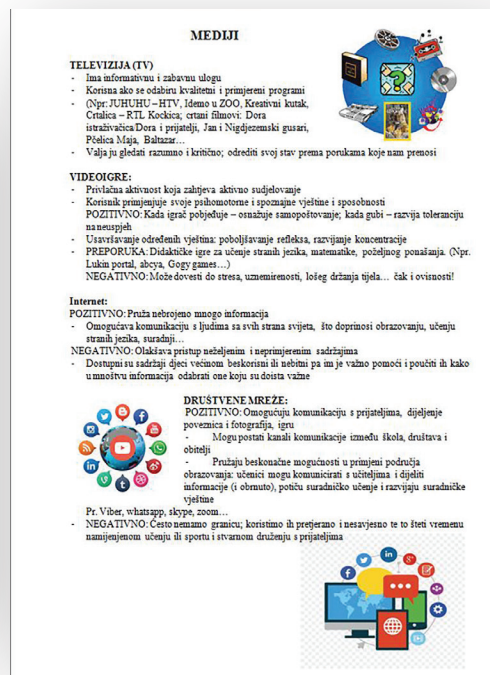 MEDIJI
TELEVIZIJA (TV)
- Ima informativnu i zabavnu ulogu
- Korisna ako se odabiru kvalitetni i primjereni programi
- (Npr: JUHUHU – HTV, Idemo u ZOO, Kreativni kutak,
Crtalica – RTL Kockica; crtani filmovi: Dora
istraživačica/Dora i prijatelji, Jan i Nigdjezemski gusari,
Pčelica Maja, Baltazar…
- Valja ju gledati razumno i kritično; odrediti svoj stav prema porukama koje nam prenosi
VIDEOIGRE:
- Privlačna aktivnost koja zahtjeva aktivno sudjelovanje
- Korisnik primjenjuje svoje psihomotorne i spoznajne vještine i sposobnosti
POZITIVNO: Kada igrač pobjeđuje – osnažuje samopoštovanje; kada gubi – razvija toleranciju
na neuspjeh
- Usavršavanje određenih vještina: poboljšavanje refleksa, razvijanje koncentracije
- PREPORUKA: Didaktičke igre za učenje stranih jezika, matematike, poželjnog ponašanja. (Npr.
Lukin portal, abcya, Gogy games…)
NEGATIVNO: Može dovesti do stresa, uznemirenosti, lošeg držanja tijela… čak i ovisnosti!
Internet:
POZITIVNO: Pruža nebrojeno mnogo informacija
- Omogućava komunikaciju s ljudima sa svih strana svijeta, što doprinosi obrazovanju, učenju
stranih jezika, suradnji…
NEGATIVNO: Olakšava pristup neželjenim i neprimjerenim sadržajima
- Dostupni su sadržaji djeci većinom beskorisni ili nebitni pa im je važno pomoći i poučiti ih kako
u mnoštvu informacija odabrati one koju su doista važne
DRUŠTVENE MREŽE:
POZITIVNO: Omogućuju komunikaciju s prijateljima, dijeljenje
poveznica i fotografija, igru
- Mogu postati kanali komunikacije između škola, društava i
obitelji
- Pružaju beskonačne mogućnosti u primjeni područja
obrazovanja: učenici mogu komunicirati s učiteljima i dijeliti
informacije (i obrnuto), potiču suradničko učenje i razvijaju suradničke
vještine
Pr. Viber, whatsapp, skype, zoom…
- NEGATIVNO: Često nemamo granicu; koristimo ih pretjerano i nesavjesno te to šteti vremenu
namijenjenom učenju ili sportu i stvarnom druženju s prijateljima